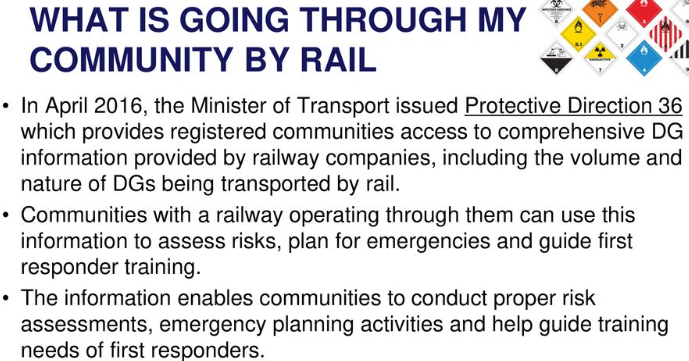 WHAT IS GOING THROUGH MY
COMMUNITY BY RAIL
• In April 2016, the Minister of Transport issued Protective Direction 36
which provides registered communities access to comprehensive DG
information provided by railway companies, including the volume and
nature of DGs being transported by rail.
• Communities with a railway operating through them can use this
information to assess risks, plan for emergencies and guide first
responder training.
• The information enables communities to conduct proper risk
assessments, emergency planning activities and help guide training
needs of first responders.